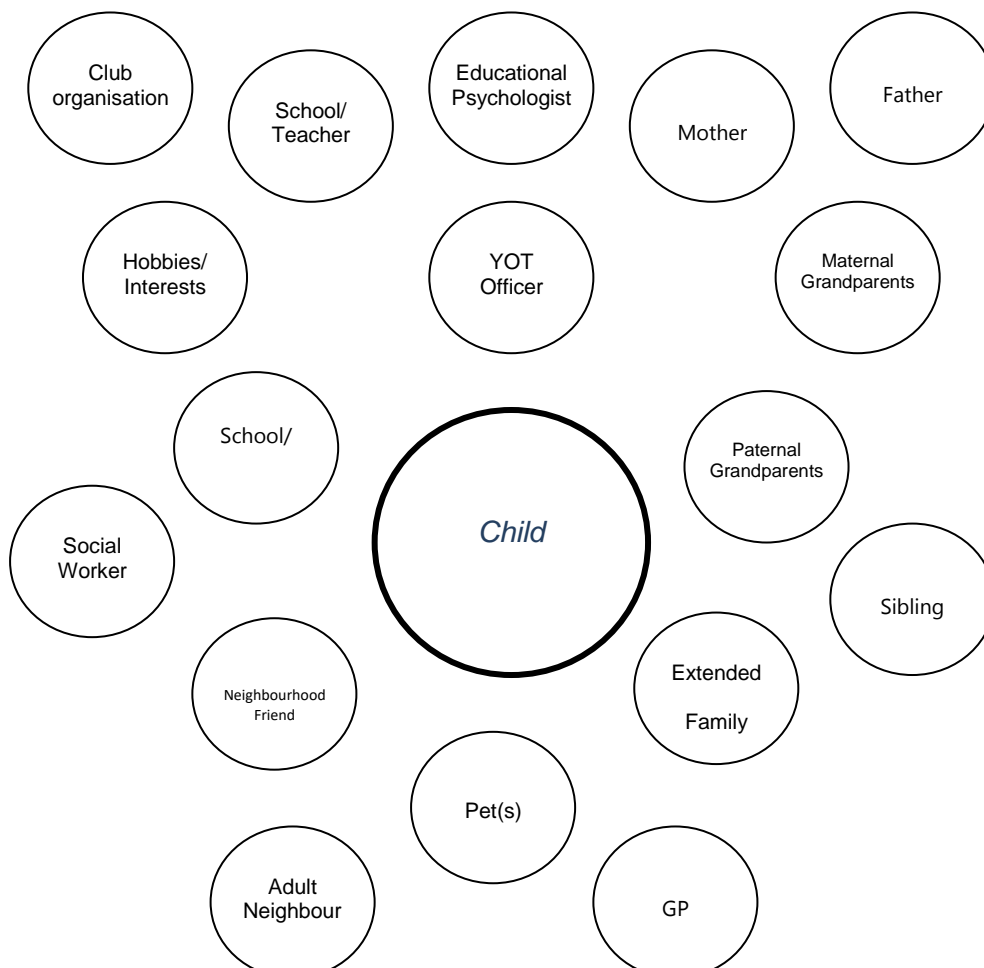 Club
organisation
School/
Teacher
Educational
Psychologist
Mother
Father
Hobbies/
Interests
YOT
Officer
Maternal
Grandparents
School/
Child
Paternal
Grandparents
Social
Worker
Sibling
Neighbourhood
Friend
Extended
Family
Pet(s)
Adult
Neighbour
GP